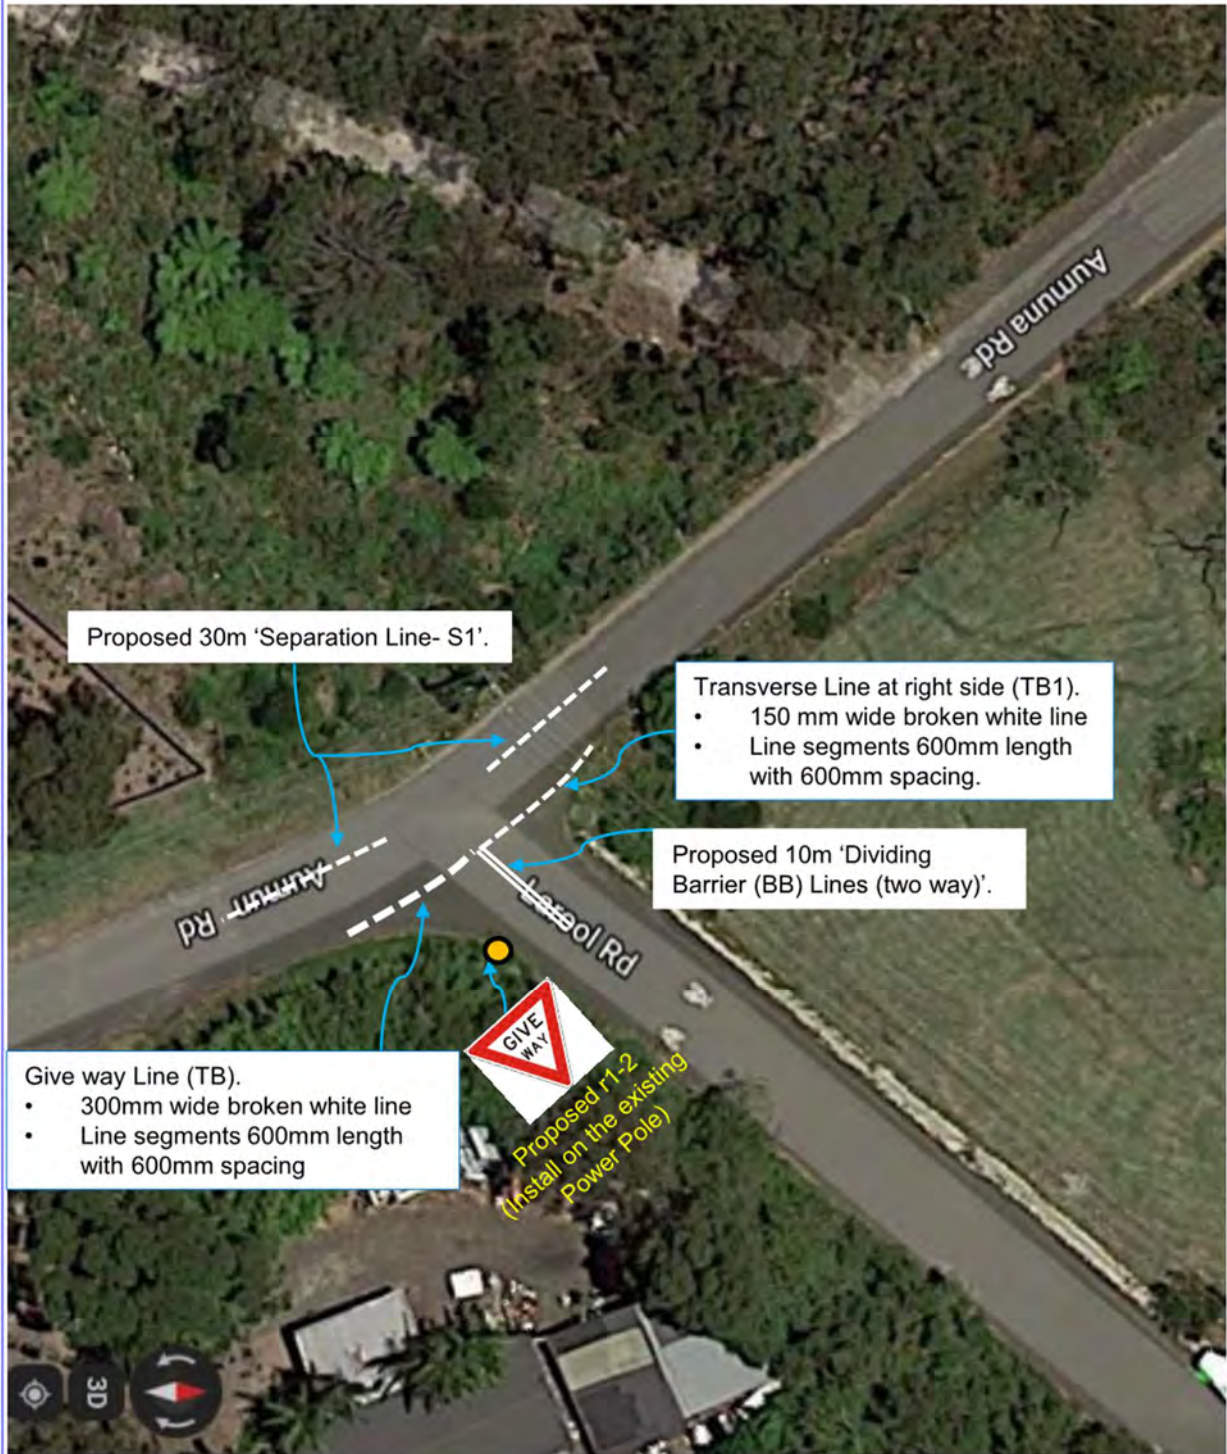 Aumuna Rd
Proposed 30m ‘Separation Line- S1’.
Transverse Line at right side (TB1).
• 150 mm wide broken white line
• Line segments 600mm length
with 600mm spacing.
Proposed 10m ‘Dividing
Barrier (BB) Lines (two way)’.
Aumun
Rd
Rd
GIVE
WAY
Proposed r1-2
(Install on the existing
Power Pole)
Give way Line (TB).
• 300mm wide broken white line
• Line segments 600mm length
with 600mm spacing
3D